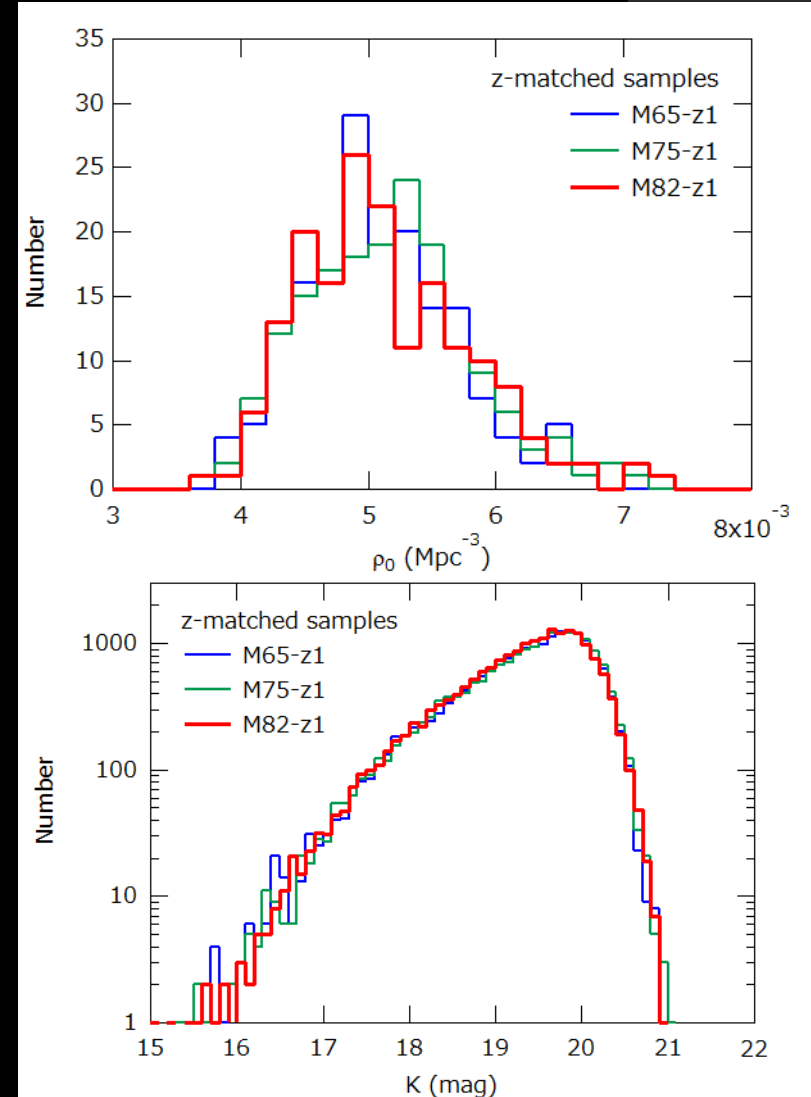 35
30
25
20
15
10
5
0
Number
z-matched samples
M65-z1
M75-z1
M82-z1
3 4 5 6 7 8x10^-3
ρ₀ (Mpc^-3)
z-matched samples
M65-z1
M75-z1
M82-z1
1000
100
10
1
Number
15 16 17 18 19 20 21 22
K (mag)